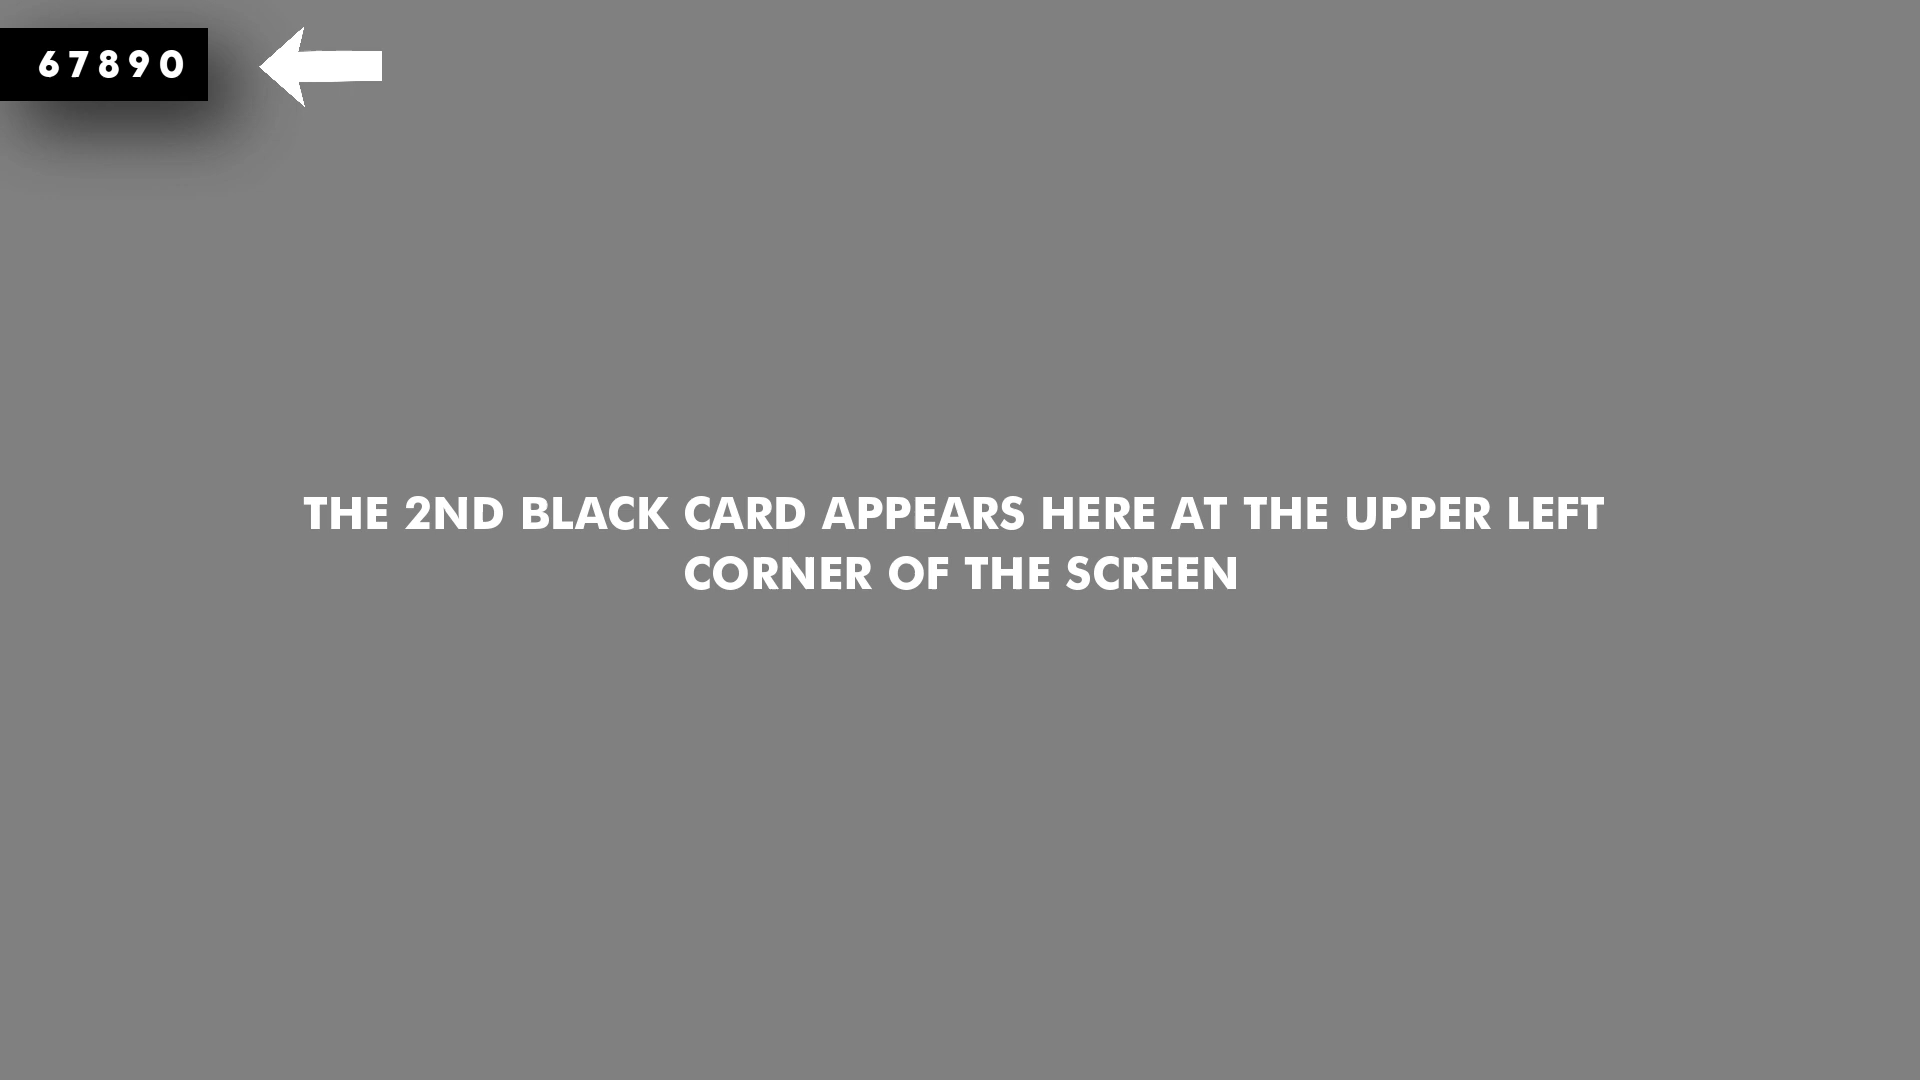 67890
THE 2ND BLACK CARD APPEARS HERE AT THE UPPER LEFT
CORNER OF THE SCREEN